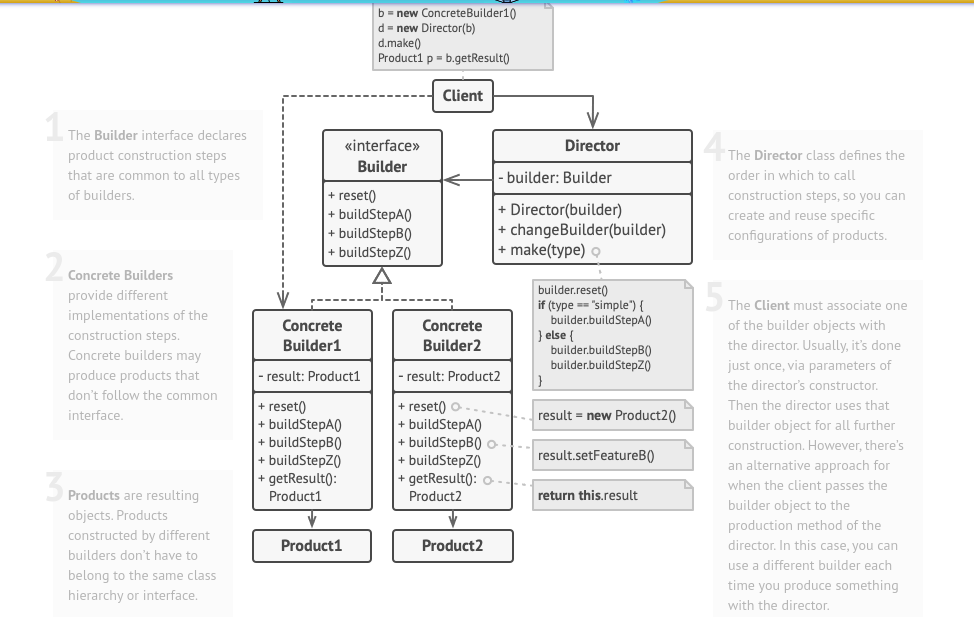 b = new ConcreteBuilder1()
d = new Director(b)
d.make()
Product1 p = b.getResult()
Client
1
The Builder interface declares
product construction steps
that are common to all types
of builders.
«interface»
Builder
+ reset()
+ buildStepA()
+ buildStepB()
+ buildStepZ()
Director
- builder: Builder
+ Director(builder)
+ changeBuilder(builder)
+ make(type)
4
The Director class defines the
order in which to call
construction steps, so you can
create and reuse specific
configurations of products.
2
Concrete Builders
provide different
implementations of the
construction steps.
Concrete builders may
produce products that
don't follow the common
interface.
builder.reset()
if (type == "simple") {
builder.buildStepA()
} else {
builder.buildStepB()
builder.buildStepZ()
}
Concrete
Builder1
- result: Product1
+ reset()
+ buildStepA()
+ buildStepB()
+ buildStepZ()
+ getResult():
Product1
Concrete
Builder2
- result: Product2
+ reset()
+ buildStepA()
+ buildStepB()
+ buildStepZ()
+ getResult():
Product2
result = new Product2()
result.setFeatureB()
return this.result
3
Products are resulting
objects. Products
constructed by different
builders don't have to
belong to the same class
hierarchy or interface.
Product1
Product2
5
The Client must associate one
of the builder objects with
the director. Usually, it's done
just once, via parameters of
the director's constructor.
Then the director uses that
builder object for all further
construction. However, there's
an alternative approach for
when the client passes the
builder object to the
production method of the
director. In this case, you can
use a different builder each
time you produce something
with the director.